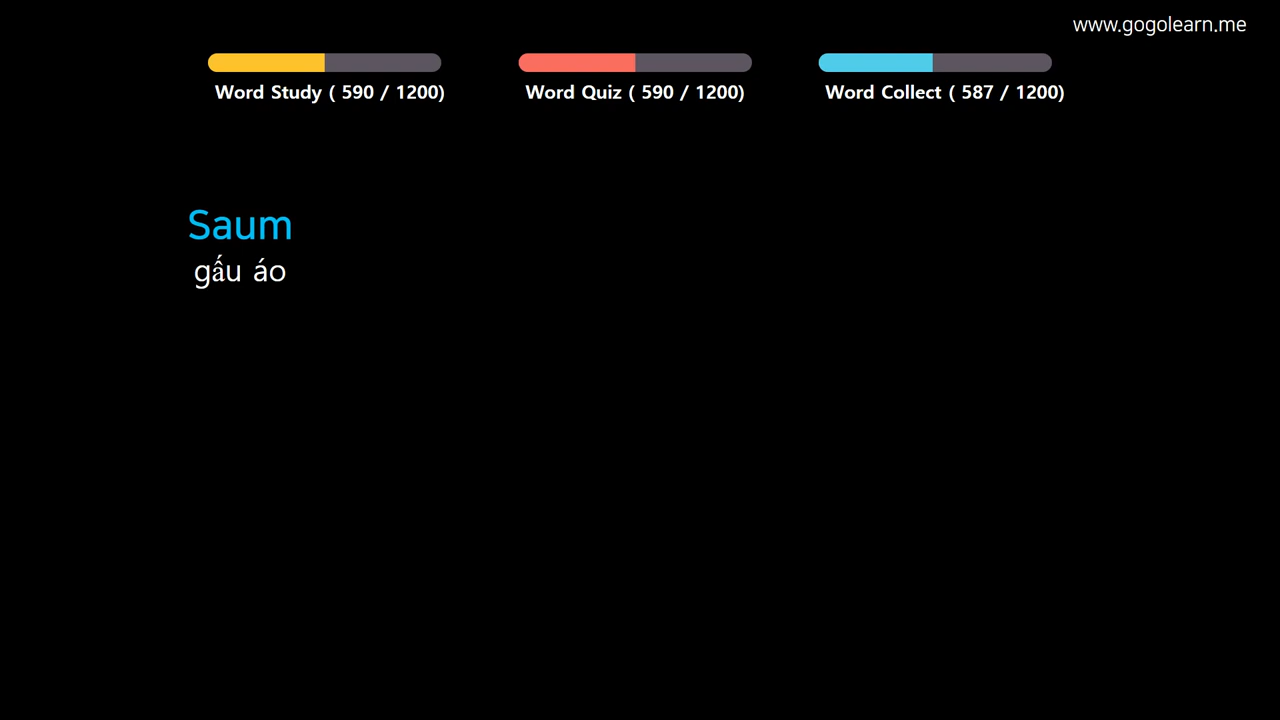 www.gogolearn.me
Word Study ( 590 / 1200)
Word Quiz ( 590 / 1200)
Word Collect ( 587 / 1200)
Saum
gấu áo